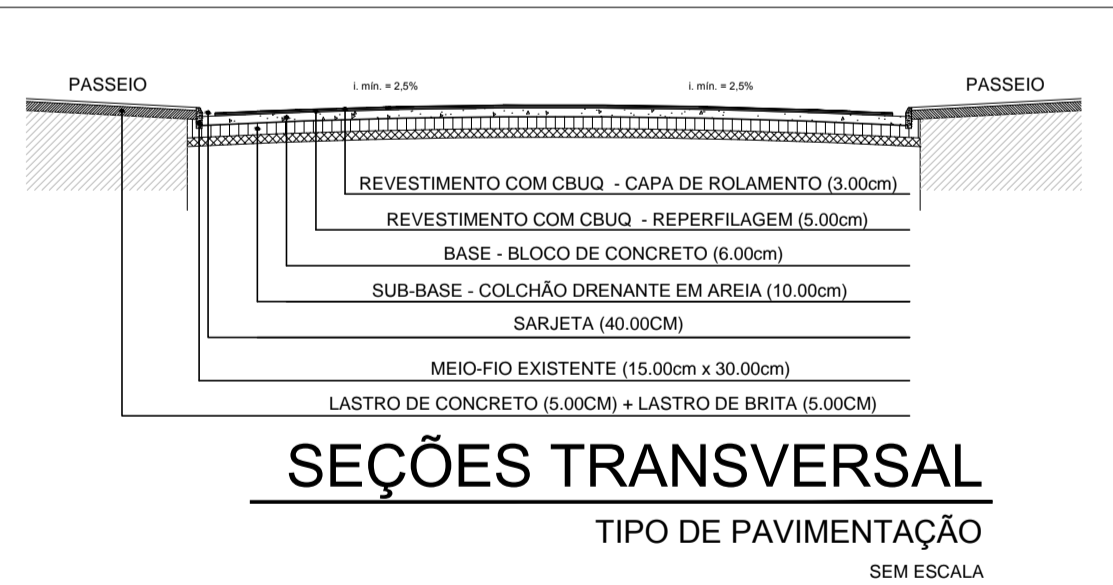 PASSEIO
i. mín. = 2,5%
i. mín. = 2,5%
PASSEIO
REVESTIMENTO COM CBUQ - CAPA DE ROLAMENTO (3.00cm)
REVESTIMENTO COM CBUQ - REPERFILAGEM (5.00cm)
BASE - BLOCO DE CONCRETO (6.00cm)
SUB-BASE - COLCHÃO DRENANTE EM AREIA (10.00cm)
SARJETA (40.00CM)
MEIO-FIO EXISTENTE (15.00cm x 30.00cm)
LASTRO DE CONCRETO (5.00CM) + LASTRO DE BRITA (5.00CM)
SEÇÕES TRANSVERSAL
TIPO DE PAVIMENTAÇÃO
SEM ESCALA